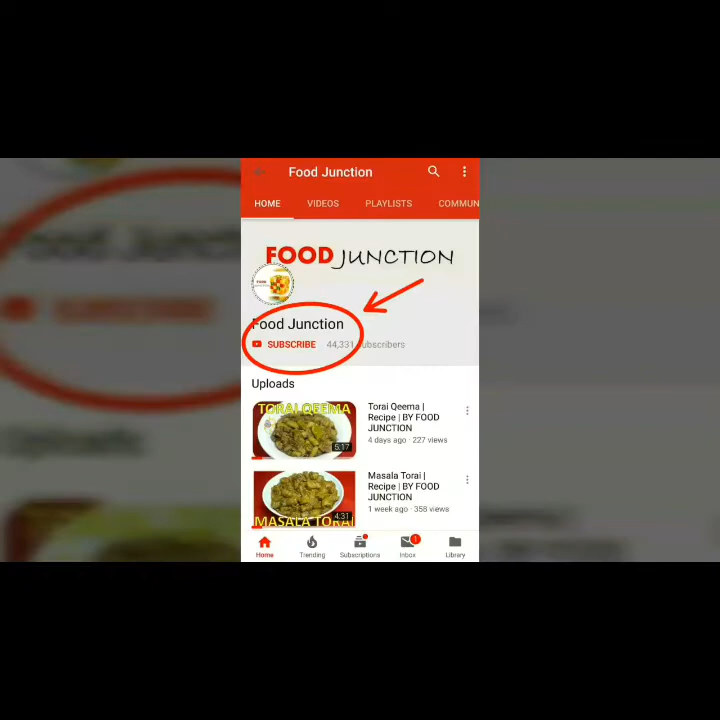 Food Junction
HOME VIDEOS PLAYLISTS COMMUN
FOOD JUNCTION
FOOD
Food Junction
SUBSCRIBE 44,331 subscribers
Uploads
TORAI QEEMA
5:17
Torai Qeema |
Recipe | BY FOOD
JUNCTION
4 days ago · 227 views
MASALA TORAI
4:31
Masala Torai |
Recipe | BY FOOD
JUNCTION
1 week ago · 358 views
1
Home Trending Subscriptions Inbox Library